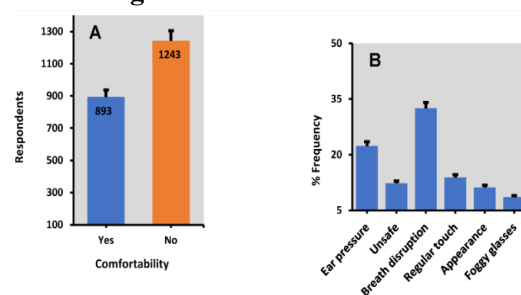 A
1300
1100
900
700
500
300
100
893
1243
Respondents
Yes
No
Comfortability
B
50
35
20
5
% Frequency
Ear pressure
Unsafe
Breath disruption
Regular touch
Appearance
Foggy glasses